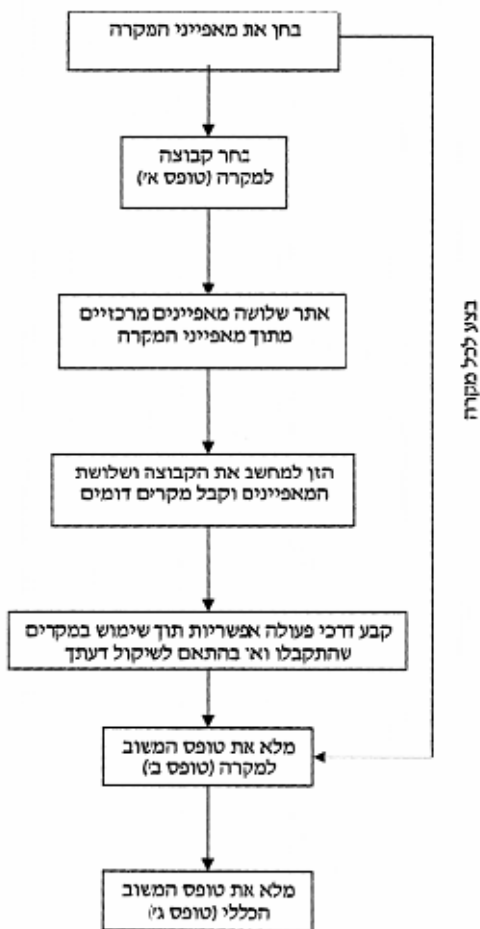 בחן את מאפייני המקרה
בחר קבוצה
למקרה (טופס א')
אתר שלושה מאפיינים מרכזיים
מתוך מאפייני המקרה
הזן למחשב את הקבוצה ושלושת
המאפיינים וקבל מקרים דומים
קבע דרכי פעולה אפשריות תוך שימוש במקרים
שהתקבלו ו\או בהתאם לשיקול דעתך
מלא את טופס המשוב
למקרה (טופס ב')
מלא את טופס המשוב
הכללי (טופס ג')
בצע לכל מקרה